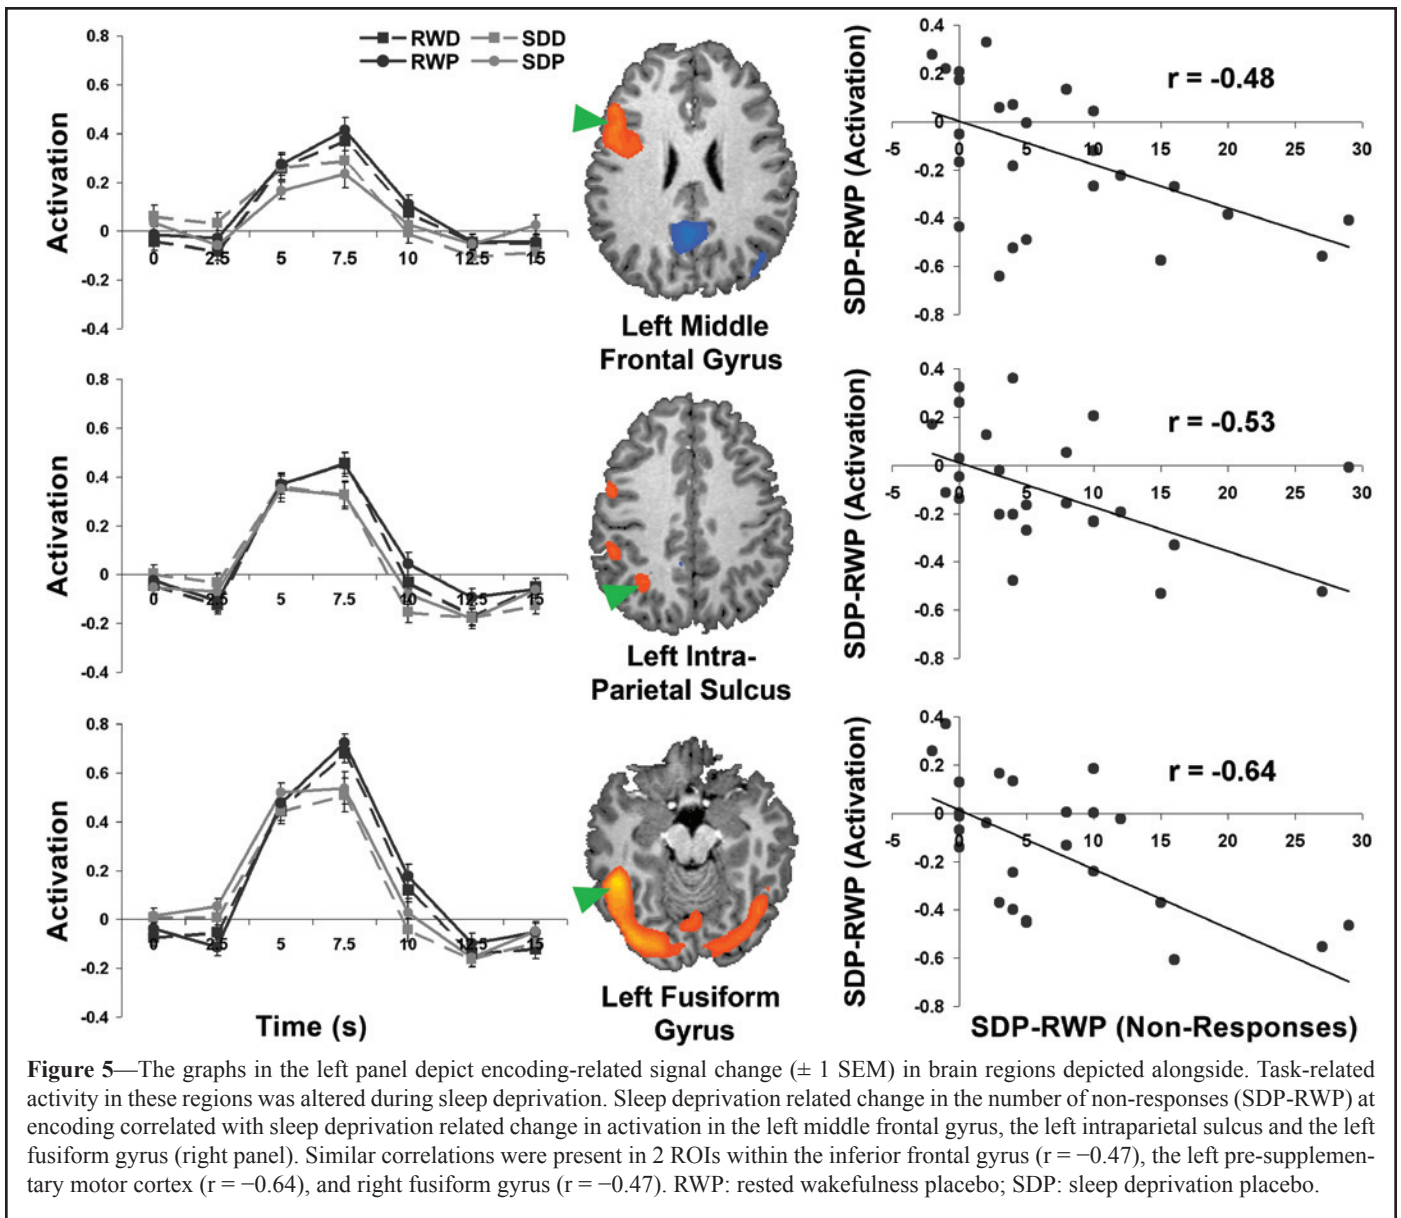 0.8
0.6
0.4
0.2
0
-0.2
-0.4
Activation
0 2.5 5 7.5 10 12.5 15
RWD SDD
RWP SDP
Left Middle
Frontal Gyrus
0.4
0.2
0
-0.2
-0.4
-0.6
-0.8
SDP-RWP (Activation)
-5 0 5 10 15 20 25 30
r = -0.48
0.8
0.6
0.4
0.2
0
-0.2
-0.4
Activation
0 2.5 5 7.5 10 12.5 15
Left Intra-
Parietal Sulcus
0.4
0.2
0
-0.2
-0.4
-0.6
-0.8
SDP-RWP (Activation)
-5 0 5 10 15 20 25 30
r = -0.53
0.8
0.6
0.4
0.2
0
-0.2
-0.4
Activation
0 2.5 5 7.5 10 12.5 15
Time (s)
Left Fusiform
Gyrus
0.4
0.2
0
-0.2
-0.4
-0.6
-0.8
SDP-RWP (Activation)
-5 0 5 10 15 20 25 30
r = -0.64
SDP-RWP (Non-Responses)
Figure 5—The graphs in the left panel depict encoding-related signal change (± 1 SEM) in brain regions depicted alongside. Task-related
activity in these regions was altered during sleep deprivation. Sleep deprivation related change in the number of non-responses (SDP-RWP) at
encoding correlated with sleep deprivation related change in activation in the left middle frontal gyrus, the left intraparietal sulcus and the left
fusiform gyrus (right panel). Similar correlations were present in 2 ROIs within the inferior frontal gyrus (r = −0.47), the left pre-supplemen-
tary motor cortex (r = −0.64), and right fusiform gyrus (r = −0.47). RWP: rested wakefulness placebo; SDP: sleep deprivation placebo.